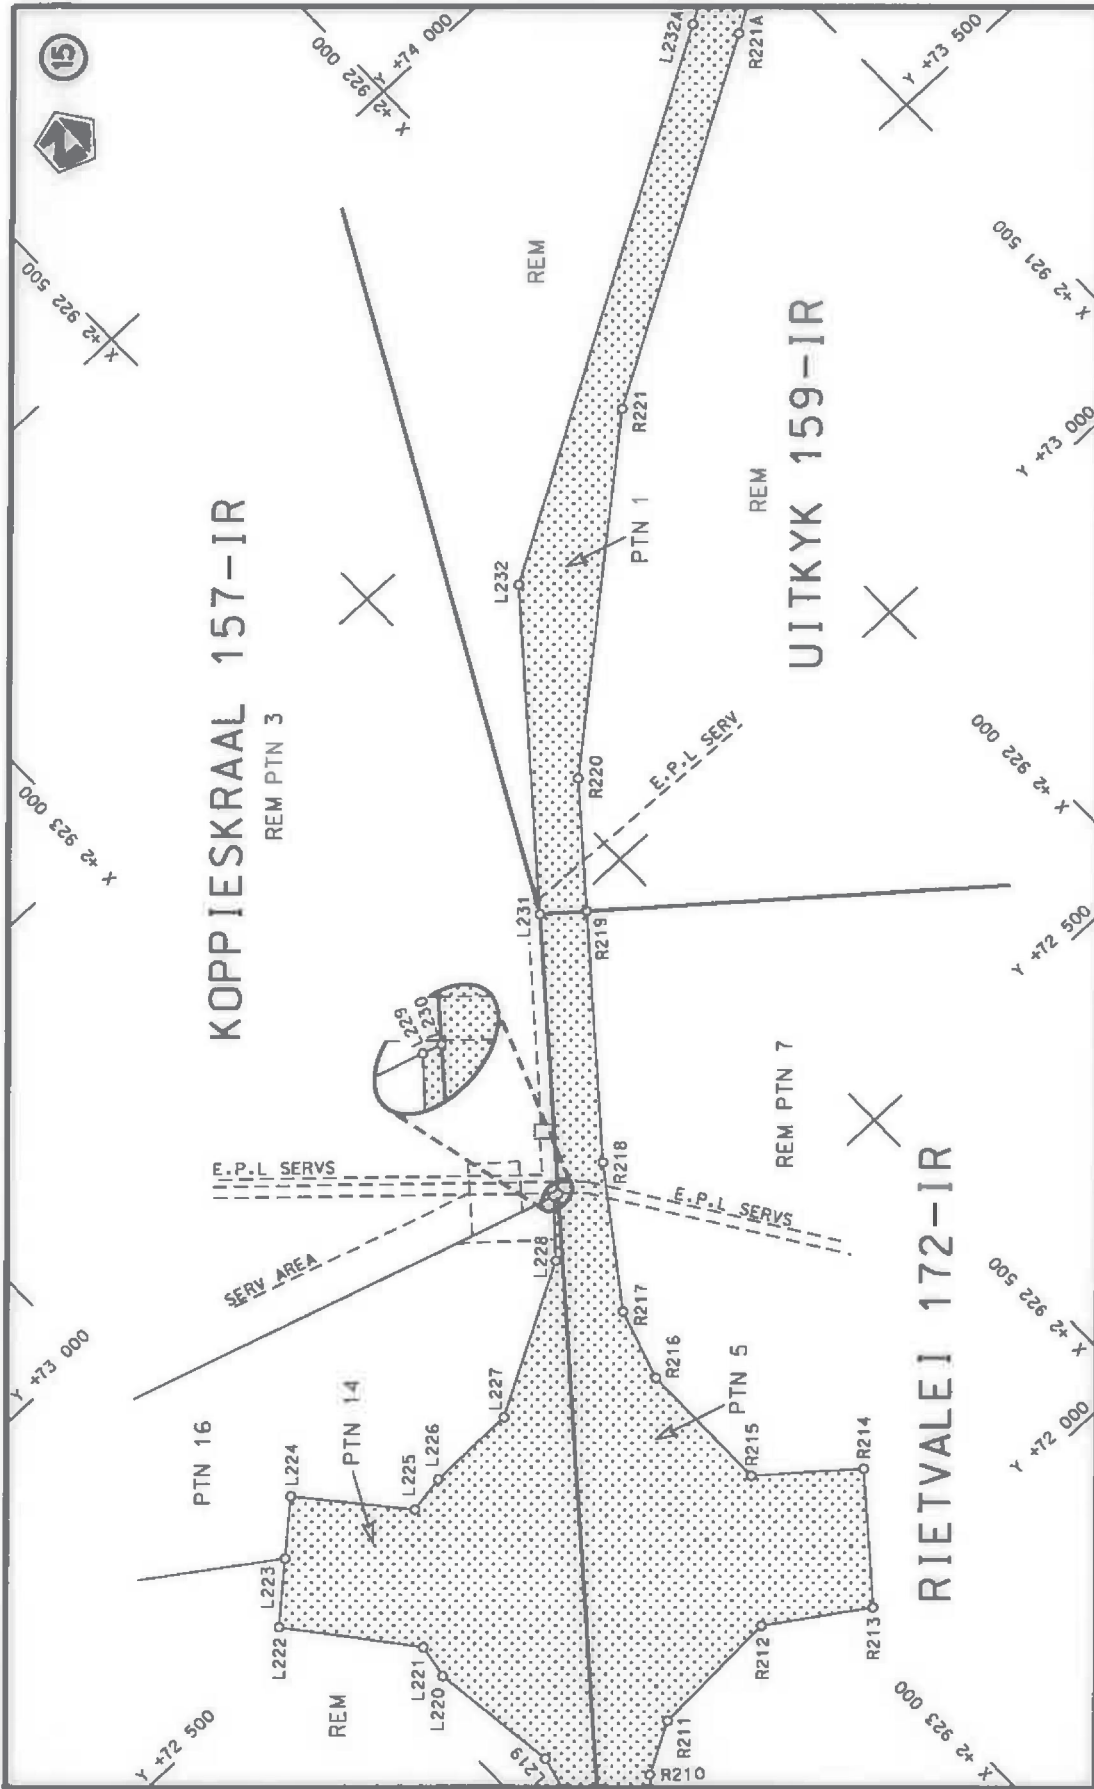 15
X +2 922 000
Y +74 000
L232A
R221A
Y +73 500
X +2 922 500
REM
X +2 921 500
KOPPIESKRAAL 157-IR
REM PTN 3
L232
R221
PTN 1
REM
UITKYK 159-IR
Y +73 000
X +2 923 000
R220
E.P.L SERV
X +2 922 000
L231
R219
Y +72 500
L229
L230
REM PTN 7
R218
E.P.L SERVS
E.P.L SERVS
SERV AREA
L228
R217
R216
PTN 5
RIETVALEI 172-IR
X +2 922 500
Y +73 000
PTN 16
L224
PTN 14
L225
L226
L227
R215
R214
Y +72 000
L223
L222
L221
L220
REM
L219
R213
R212
R211
R210
Y +72 500
X +2 923 000